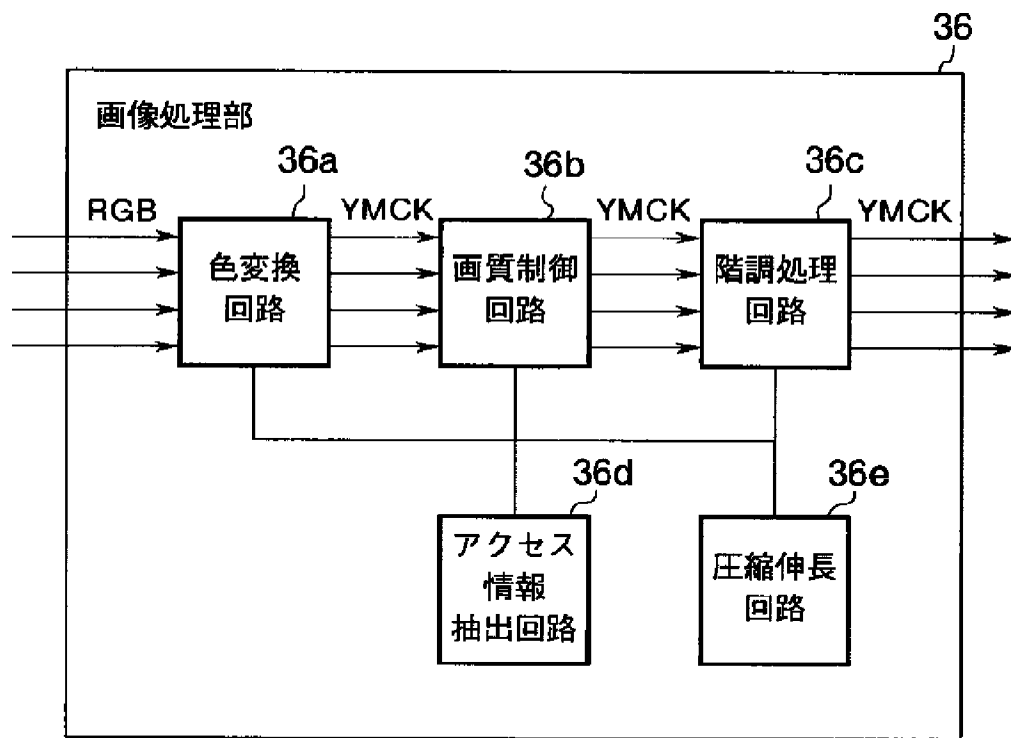 36
画像処理部
36a
36b
36c
RGB
YMCK
YMCK
YMCK
色変換
回路
画質制御
回路
階調処理
回路
36d
36e
アクセス
情報
抽出回路
圧縮伸長
回路